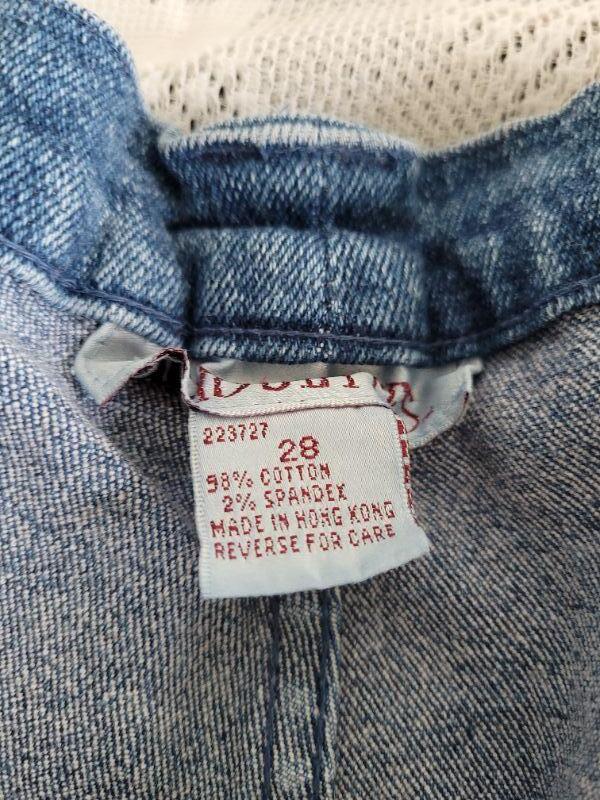 223727
28
98% COTTON
2% SPANDEX
MADE IN HONG KONG
REVERSE FOR CARE